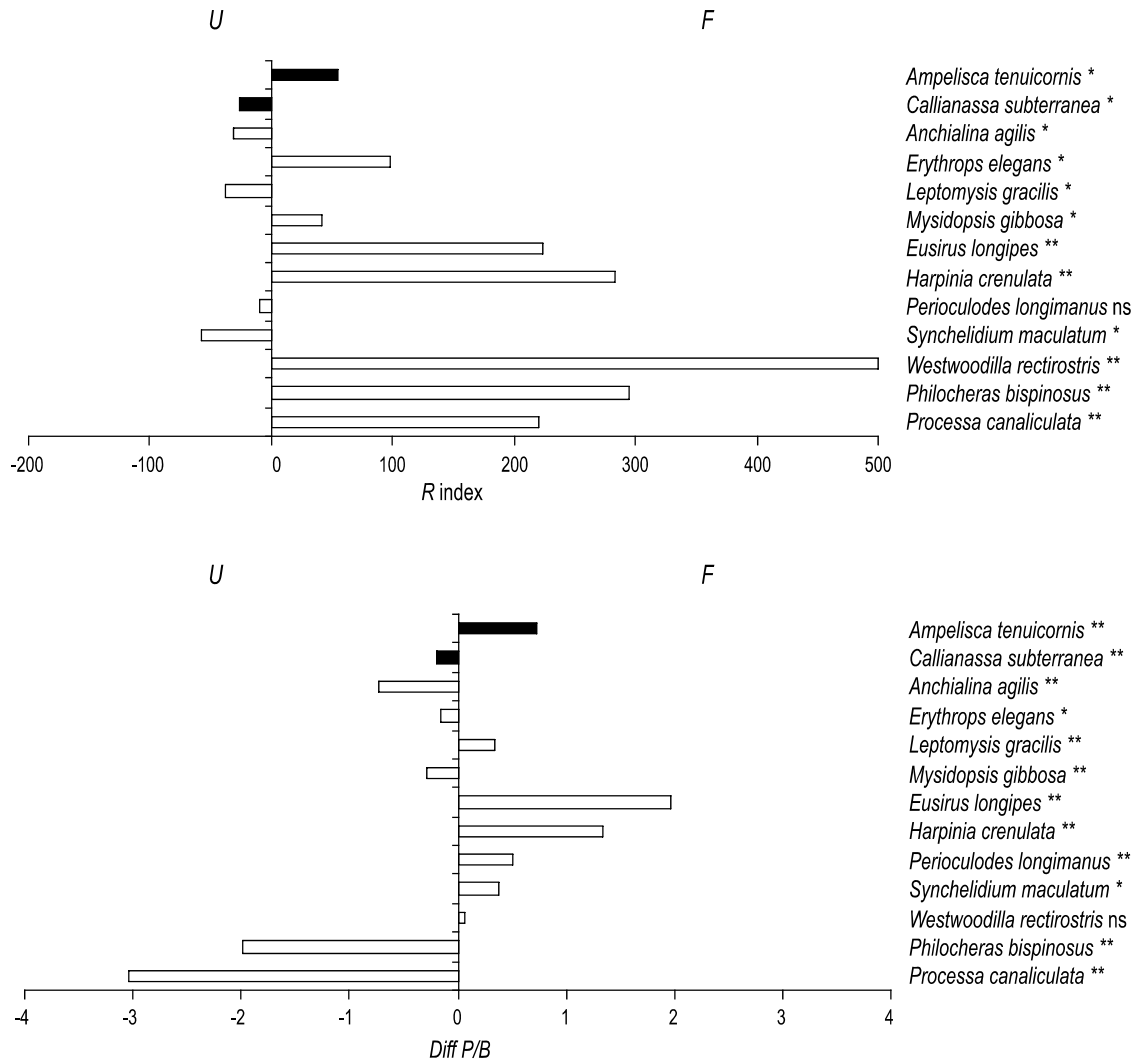 U F
Ampelisca tenuicornis *
Callianassa subterranea *
Anchialina agilis *
Erythrops elegans *
Leptomysis gracilis *
Mysidopsis gibbosa *
Eusirus longipes **
Harpinia crenulata **
Perioculodes longimanus ns
Synchelidium maculatum *
Westwoodilla rectirostris **
Philocheras bispinosus **
Processa canaliculata **
-200 -100 0 100 200 300 400 500
R index
U F
Ampelisca tenuicornis **
Callianassa subterranea **
Anchialina agilis **
Erythrops elegans *
Leptomysis gracilis **
Mysidopsis gibbosa **
Eusirus longipes **
Harpinia crenulata **
Perioculodes longimanus **
Synchelidium maculatum *
Westwoodilla rectirostris ns
Philocheras bispinosus **
Processa canaliculata **
-4 -3 -2 -1 0 1 2 3 4
Diff P/B